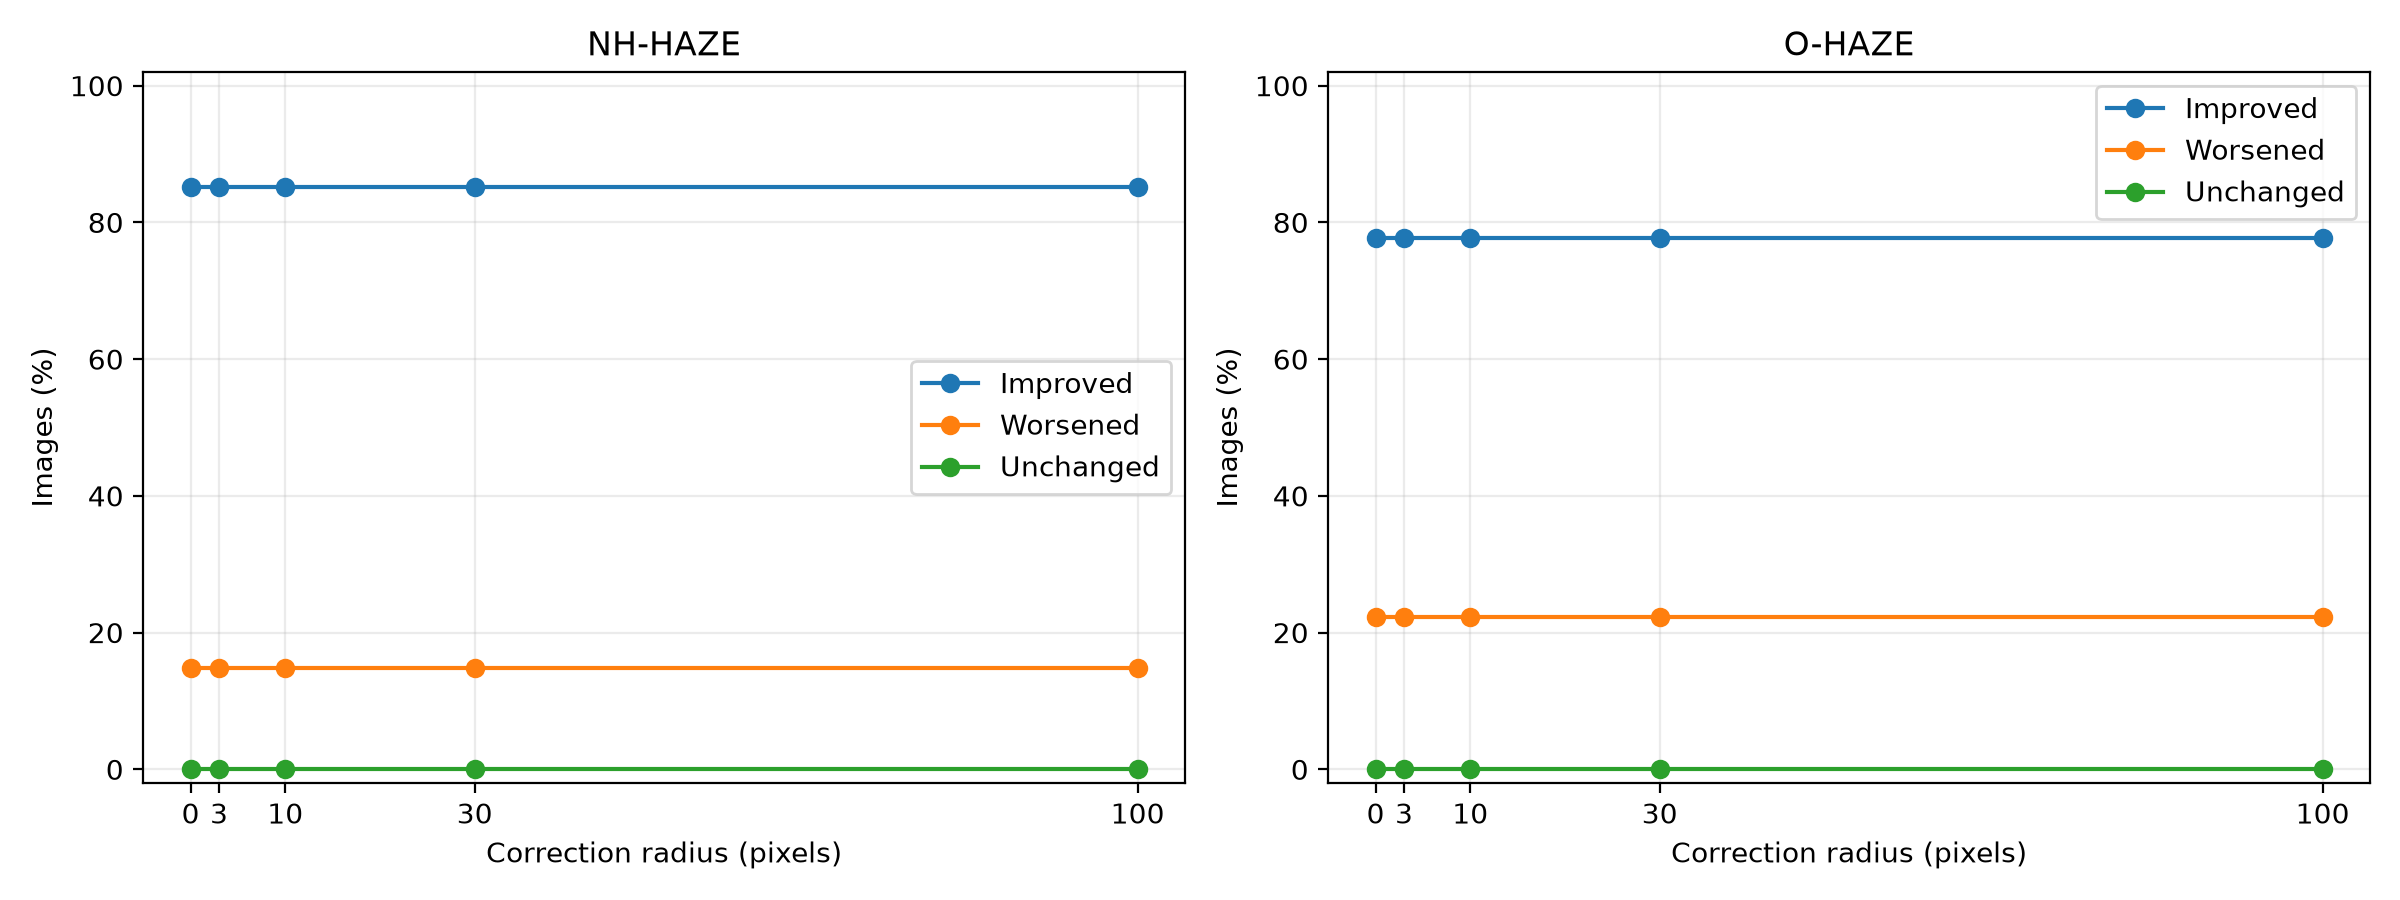 NH-HAZE
100
80
60
40
20
0
Images (%)
Improved
Worsened
Unchanged
0 3 10 30 100
Correction radius (pixels)
O-HAZE
100
80
60
40
20
0
Images (%)
Improved
Worsened
Unchanged
0 3 10 30 100
Correction radius (pixels)